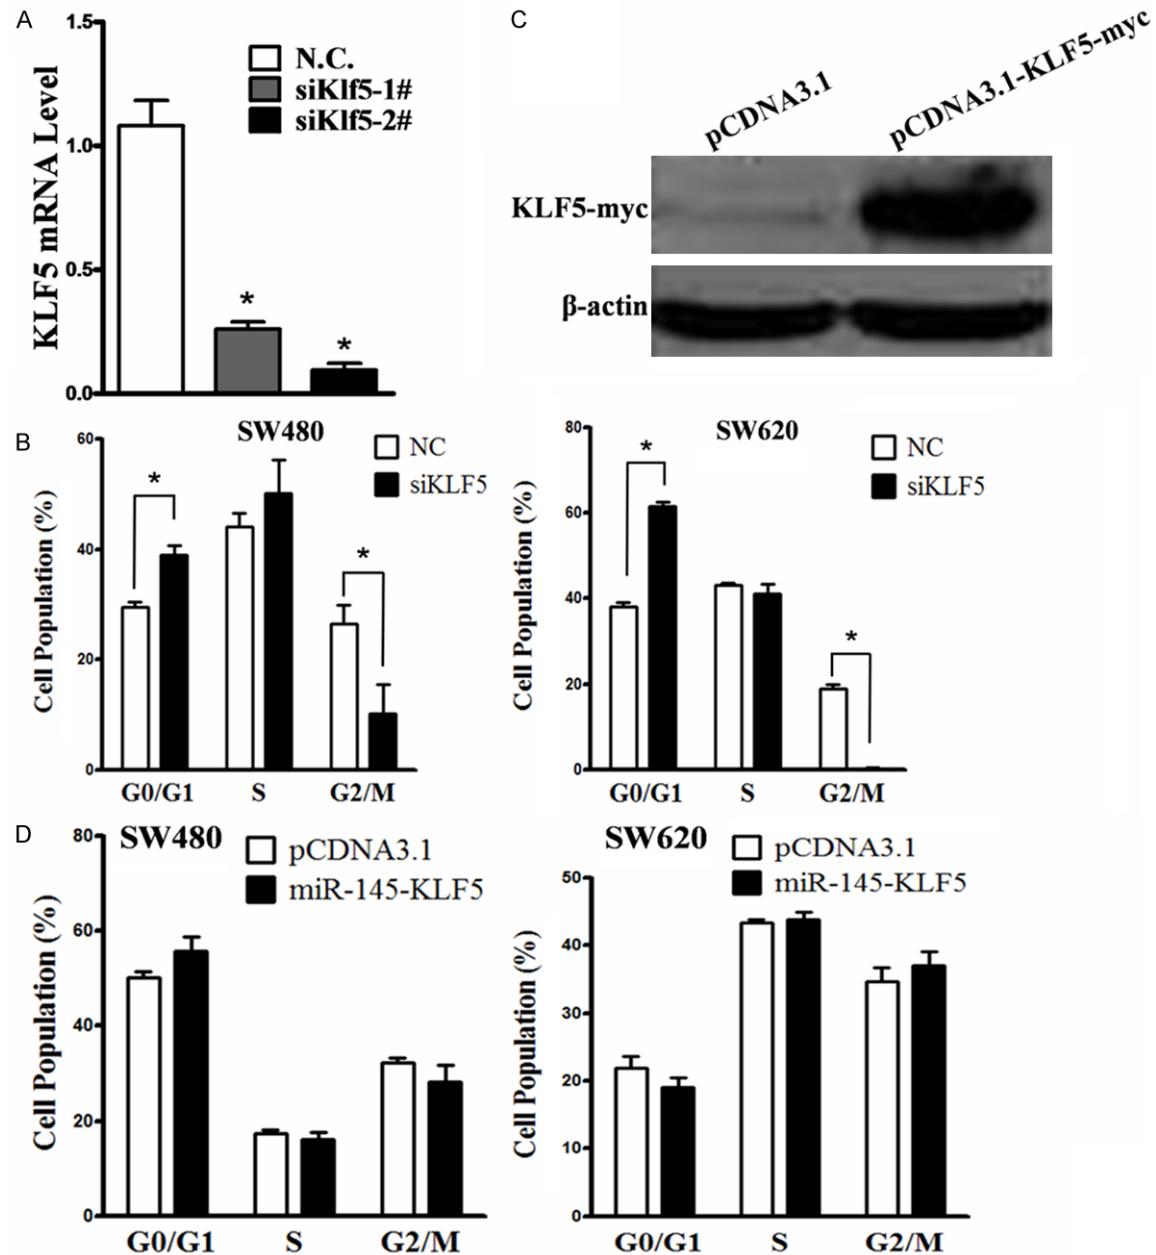 A
1.5
1.0
0.5
0.0
KLF5 mRNA Level
N.C.
siKlf5-1#
siKlf5-2#
*
*
C
pCDNA3.1
pCDNA3.1-KLF5-myc
KLF5-myc
β-actin
B
SW480
NC
siKLF5
60
40
20
0
Cell Population (%)
*
*
G0/G1 S G2/M
SW620
NC
siKLF5
80
60
40
20
0
Cell Population (%)
*
*
G0/G1 S G2/M
D
SW480
pCDNA3.1
miR-145-KLF5
80
60
40
20
0
Cell Population (%)
G0/G1 S G2/M
SW620
pCDNA3.1
miR-145-KLF5
50
40
30
20
10
0
Cell Population (%)
G0/G1 S G2/M